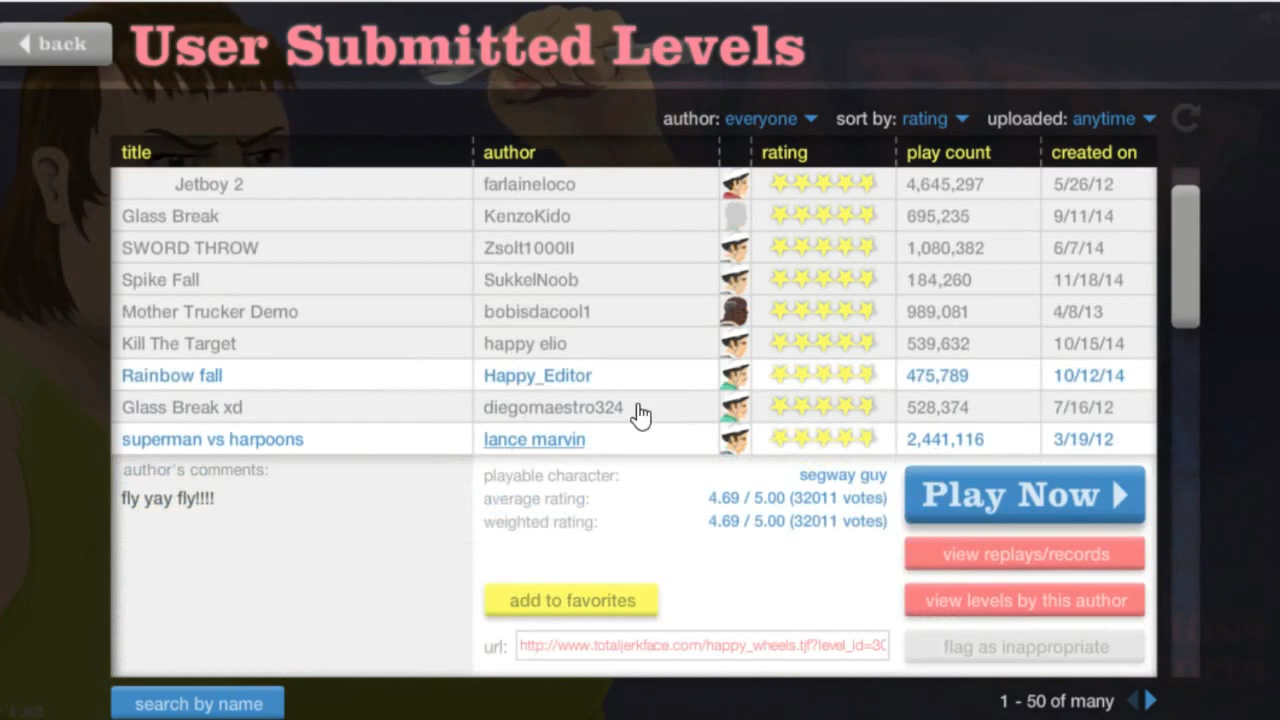 back
User Submitted Levels
author: everyone sort by: rating uploaded: anytime
title author rating play count created on
Jetboy 2 farlaineloco 4,645,297 5/26/12
Glass Break KenzoKido 695,235 9/11/14
SWORD THROW Zsolt1000II 1,080,382 6/7/14
Spike Fall SukkelNoob 184,260 11/18/14
Mother Trucker Demo bobisdacool1 989,081 4/8/13
Kill The Target happy elio 539,632 10/15/14
Rainbow fall Happy_Editor 475,789 10/12/14
Glass Break xd diegomaestro324 528,374 7/16/12
superman vs harpoons lance marvin 2,441,116 3/19/12
author's comments:
fly yay fly!!!!
playable character: segway guy
average rating: 4.69 / 5.00 (32011 votes)
weighted rating: 4.69 / 5.00 (32011 votes)
Play Now
view replays/records
add to favorites
view levels by this author
url: http://www.totaljerkface.com/happy_wheels.tjf?level_id=30
flag as inappropriate
search by name
1 - 50 of many